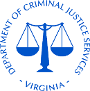 DEPARTMENT OF CRIMINAL JUSTICE SERVICES
- VIRGINIA -